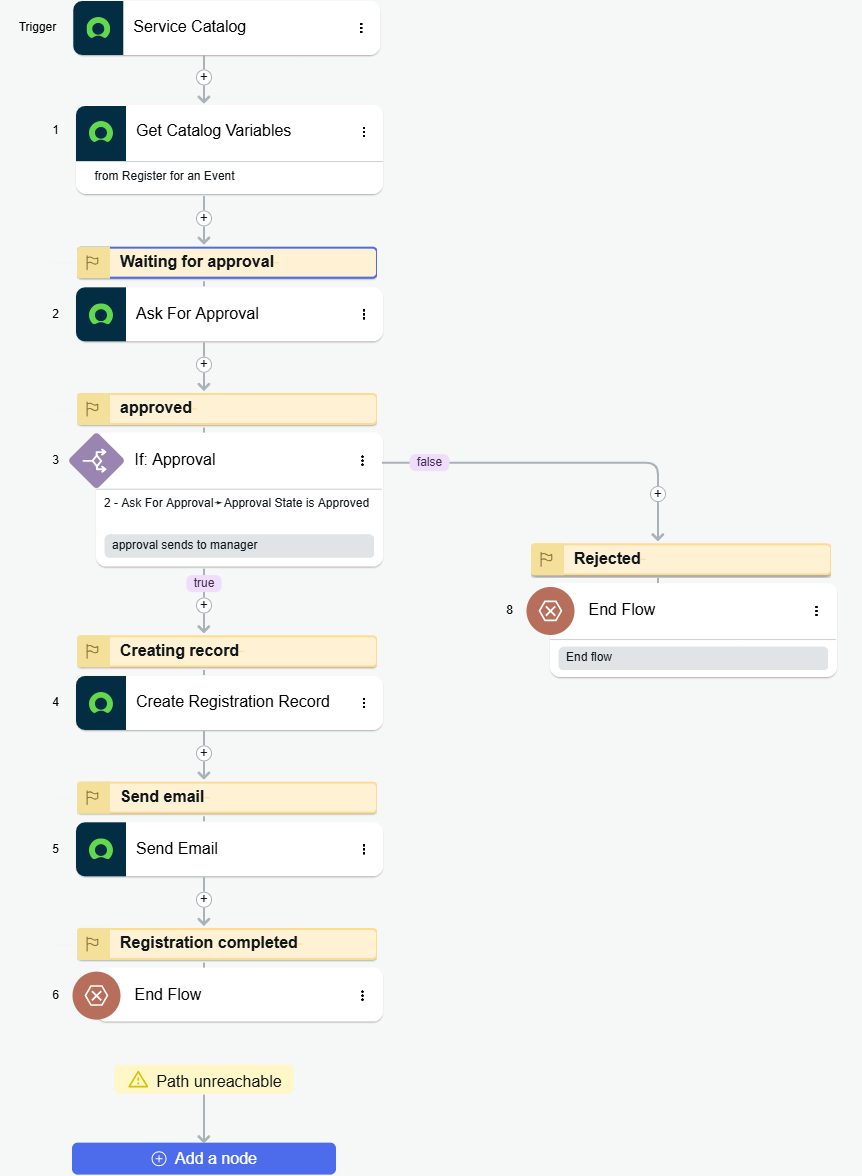 Trigger
Service Catalog
1
Get Catalog Variables
from Register for an Event
Waiting for approval
2
Ask For Approval
approved
3
If: Approval
false
2 - Ask For Approval➛Approval State is Approved
approval sends to manager
true
Rejected
8
End Flow
End flow
Creating record
4
Create Registration Record
Send email
5
Send Email
Registration completed
6
End Flow
Path unreachable
Add a node